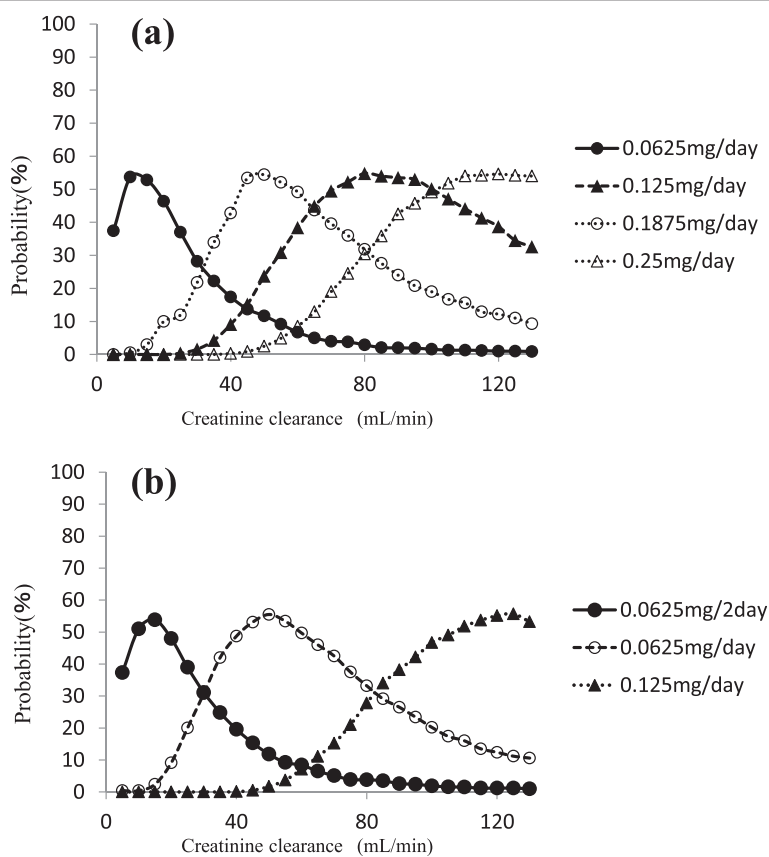 (a)
100
90
80
70
60
50
40
30
20
10
0
Probability(%)
0 40 80 120
Creatinine clearance (mL/min)
0.0625mg/day
0.125mg/day
0.1875mg/day
0.25mg/day
(b)
100
90
80
70
60
50
40
30
20
10
0
Probability(%)
0 40 80 120
Creatinine clearance (mL/min)
0.0625mg/2day
0.0625mg/day
0.125mg/day